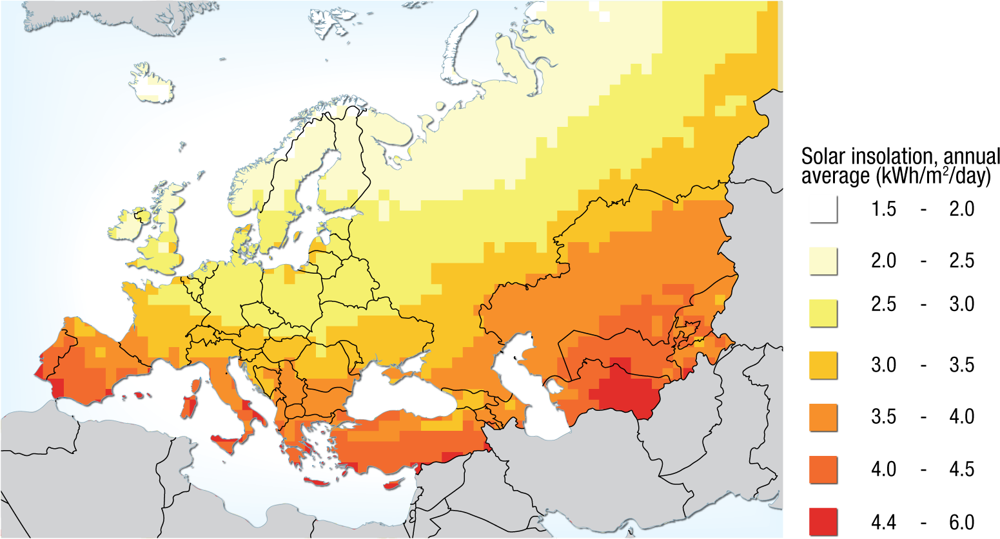 Solar insolation, annual
average (kWh/m²/day)
1.5 - 2.0
2.0 - 2.5
2.5 - 3.0
3.0 - 3.5
3.5 - 4.0
4.0 - 4.5
4.4 - 6.0